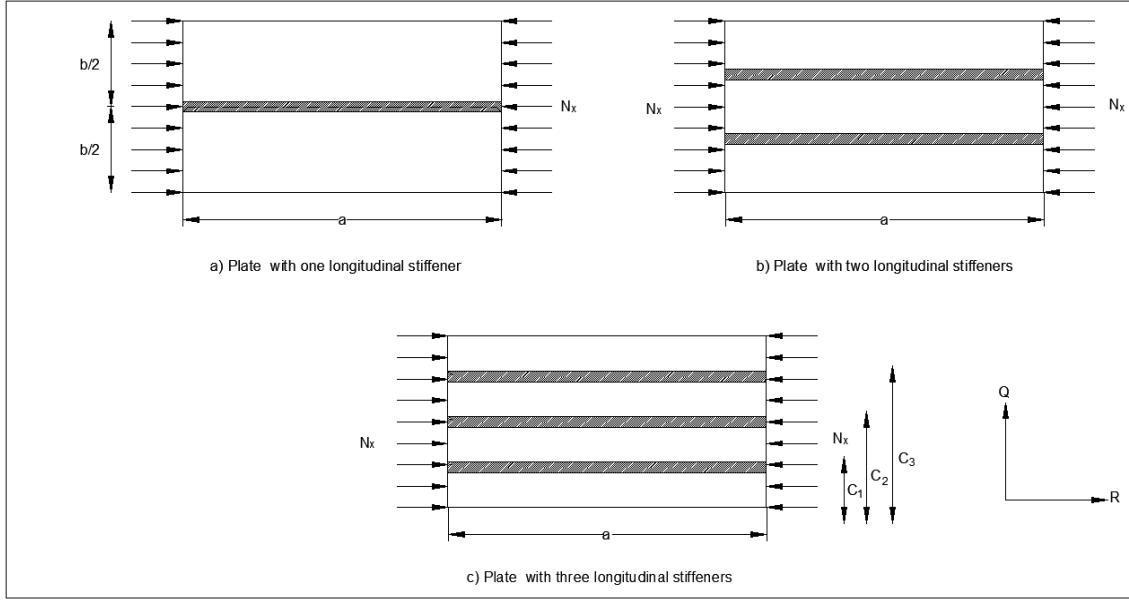 b/2
b/2
Nx
a
a) Plate with one longitudinal stiffener
Nx
Nx
a
b) Plate with two longitudinal stiffeners
Nx
Nx
C1
C2
C3
a
c) Plate with three longitudinal stiffeners
Q
R